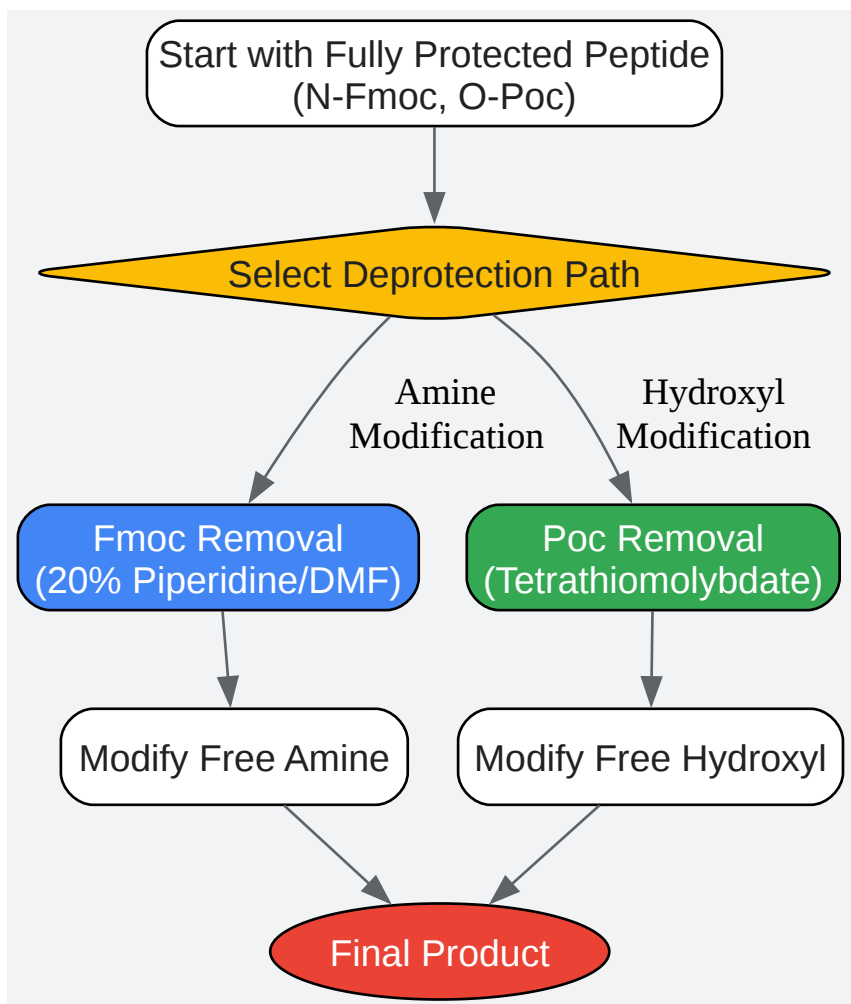 Start with Fully Protected Peptide
(N-Fmoc, O-Poc)
Select Deprotection Path
Amine
Modification
Hydroxyl
Modification
Fmoc Removal
(20% Piperidine/DMF)
Poc Removal
(Tetrathiomolybdate)
Modify Free Amine
Modify Free Hydroxyl
Final Product